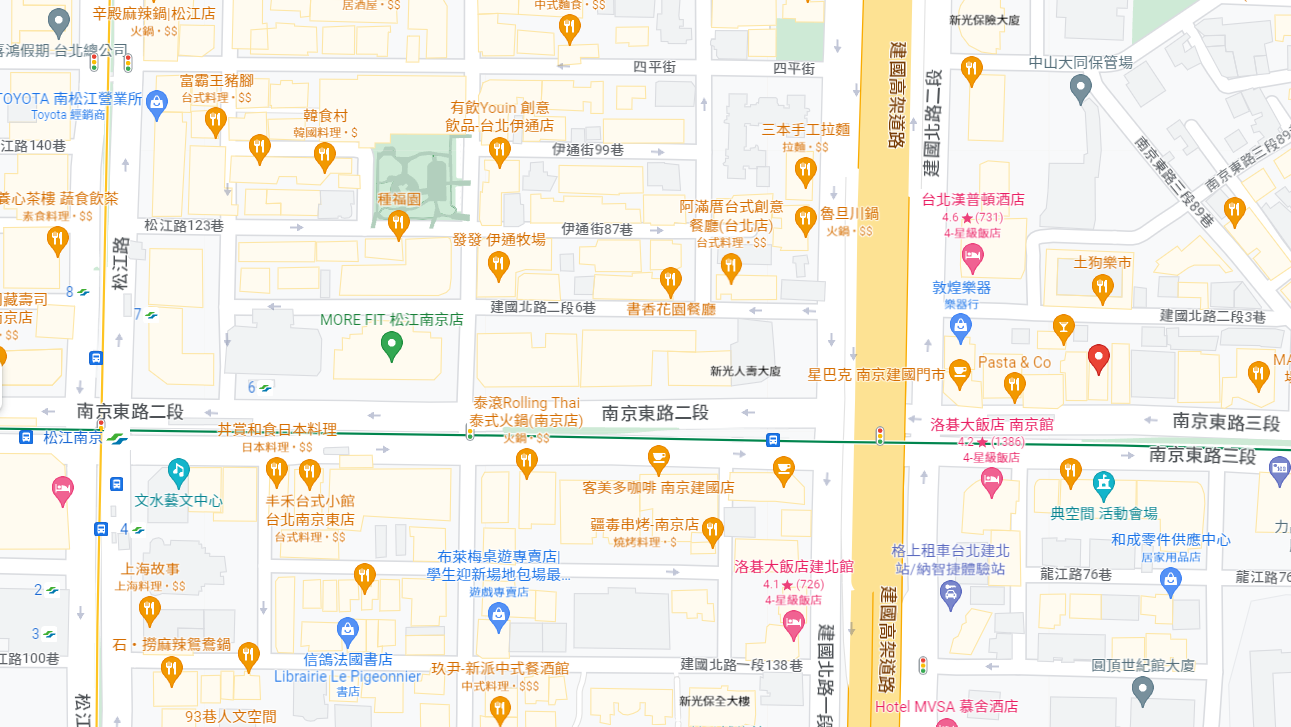 辛殿麻辣鍋|松江店
火鍋・$$
居酒屋・$$
中式麵食・$$
新光保險大廈
喜鴻假期 台北總公司
四平街
四平街
中山大同保管場
建國高架道路
建國北路二段
富霸王豬腳
台式料理・$$
TOYOTA 南松江營業所
Toyota 經銷商
韓食村
韓國料理・$
有飲Youin 創意
飲品-台北伊通店
三本手工拉麵
拉麵・$$
江路140巷
伊通街99巷
南京東路三段89巷
南京東路三段89巷
養心茶樓 蔬食飲茶
素食料理・$$
種福園
台北漢普頓酒店
4.6★(731)
4-星級飯店
阿滿厝台式創意
餐廳(台北店)
台式料理・$$
魯旦川鍋
火鍋・$$
松江路123巷
伊通街87巷
松江路
發發 伊通牧場
土狗樂市
8
敦煌樂器
樂器行
藏壽司
南京店
・$$
7
建國北路二段6巷
書香花園餐廳
建國北路二段3巷
MORE FIT 松江南京店
新光人壽大廈
星巴克 南京建國門市
Pasta & Co
MA
6
南京東路二段
泰滾Rolling Thai
泰式火鍋(南京店)
火鍋・$$
南京東路二段
南京東路三段
松江南京
丼賞和食日本料理
日本料理・$$
洛碁大飯店 南京館
4.2★(1386)
4-星級飯店
南京東路三段
文水藝文中心
丰禾台式小館
台北南京東店
台式料理・$$
客美多咖啡 南京建國店
典空間 活動會場
4
疆毒串烤-南京店
燒烤料理・$
和成零件供應中心
居家用品店
力
上海故事
上海料理・$$
布萊梅桌遊專賣店|
學生迎新場地包場最...
遊戲專賣店
洛碁大飯店建北館
4.1★(726)
4-星級飯店
格上租車台北建北
站/納智捷體驗站
龍江路76巷
龍江路76
2
3
石・撈麻辣鴛鴦鍋
建國高架道路
建國北路一段
江路100巷
信鴿法國書店
Librairie Le Pigeonnier
書店
玖尹-新派中式餐酒館
中式料理・$$$
建國北路一段138巷
圓頂世紀館大廈
松江
新光保全大樓
93巷人文空間
Hotel MVSA 慕舍酒店